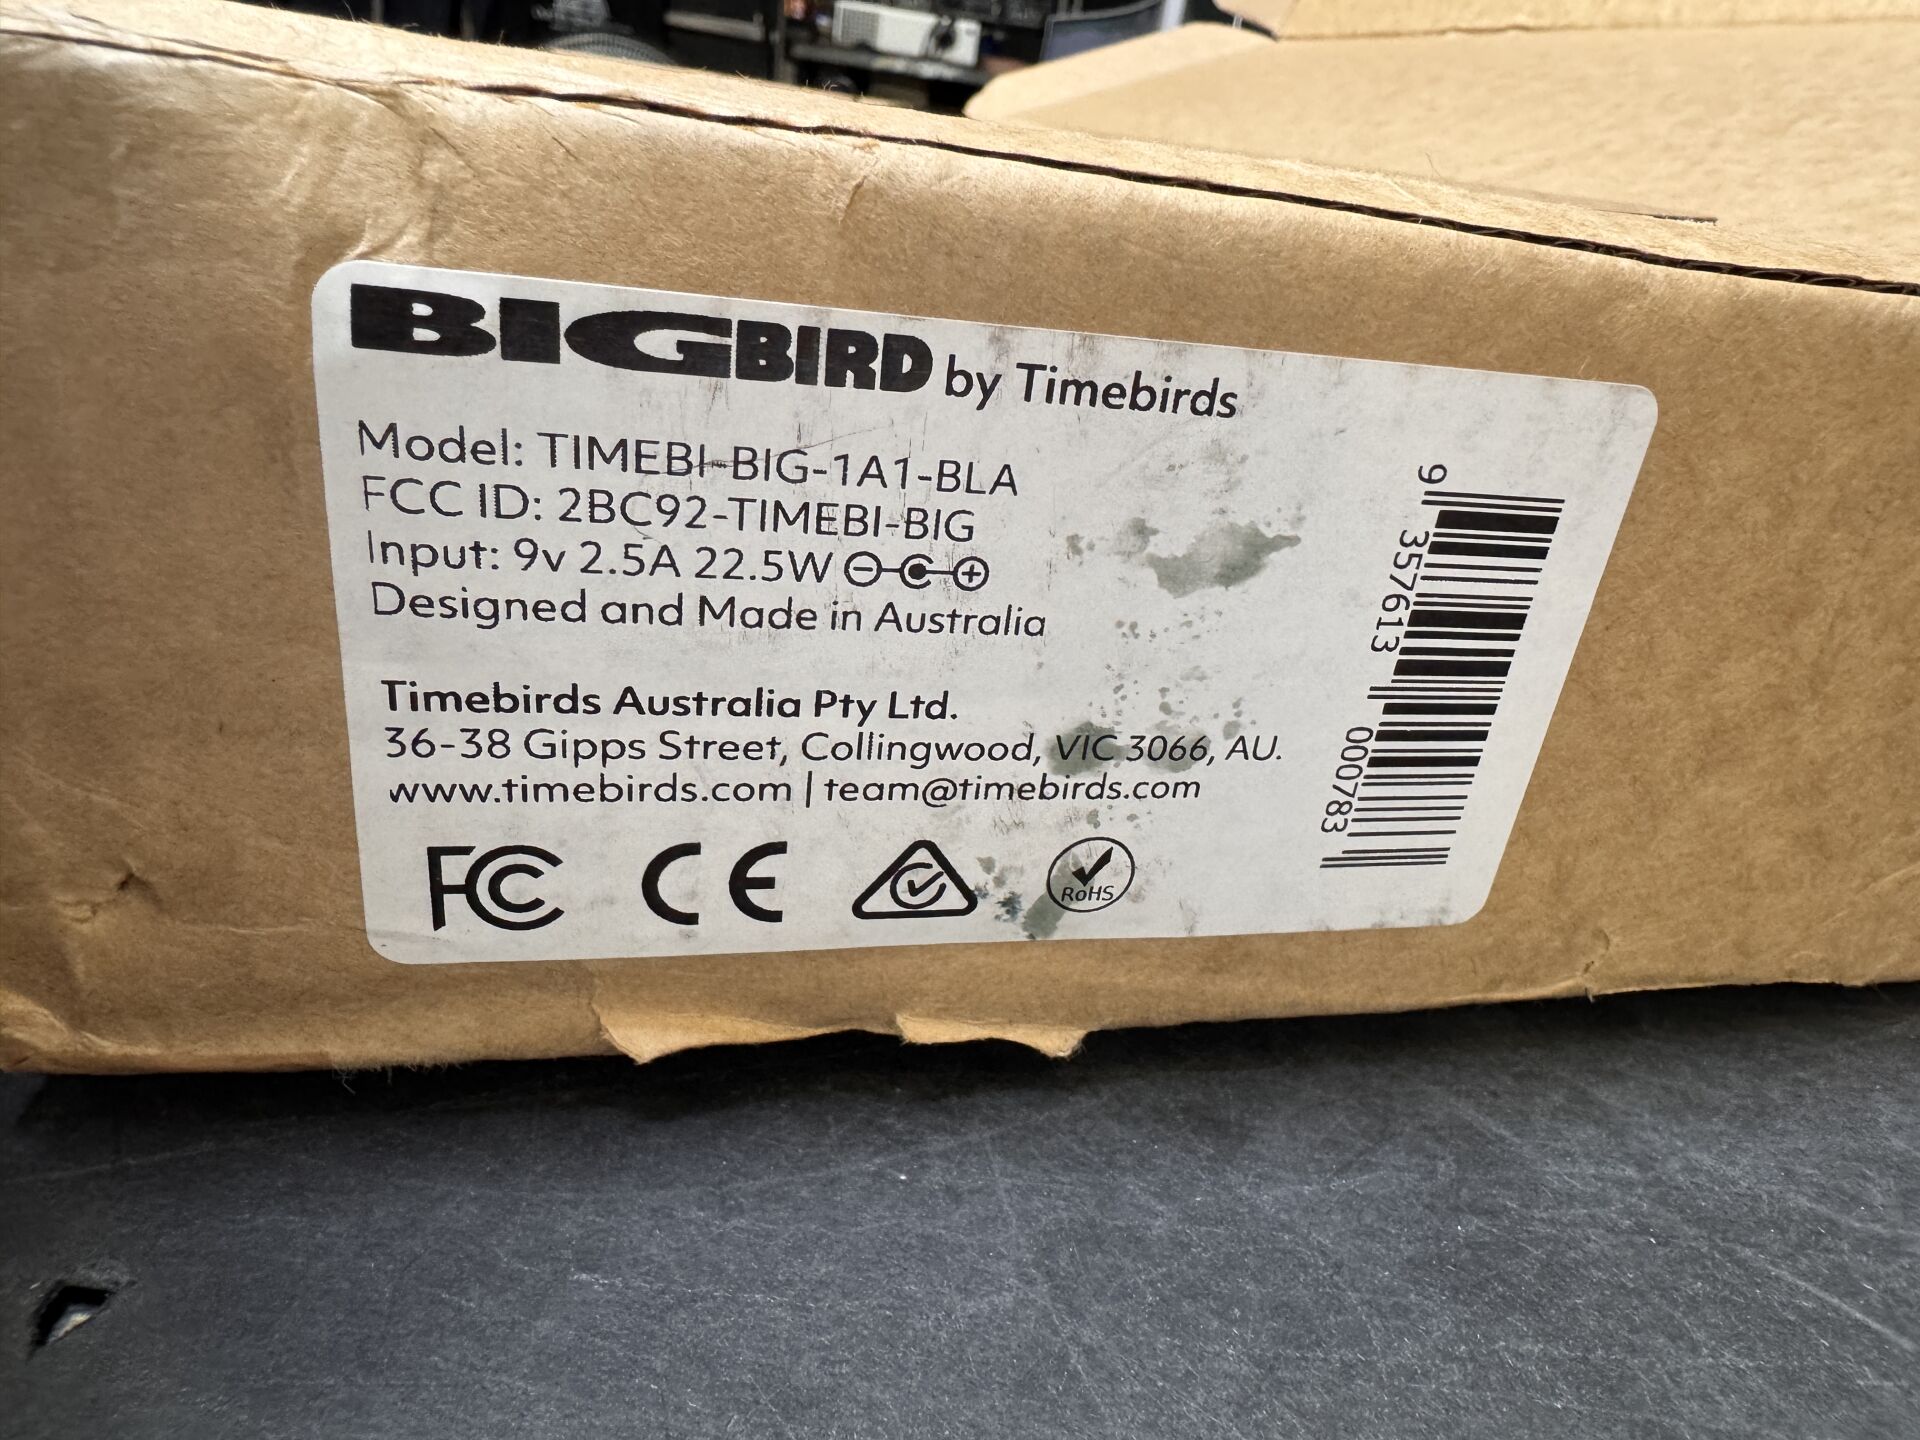 BIGBIRD by Timebirds
Model: TIMEBI-BIG-1A1-BLA
FCC ID: 2BC92-TIMEBI-BIG
Input: 9v 2.5A 22.5W
Designed and Made in Australia
Timebirds Australia Pty Ltd.
36-38 Gipps Street, Collingwood, VIC 3066, AU.
www.timebirds.com | team@timebirds.com
FCC CE RoHS
9 357613 000783